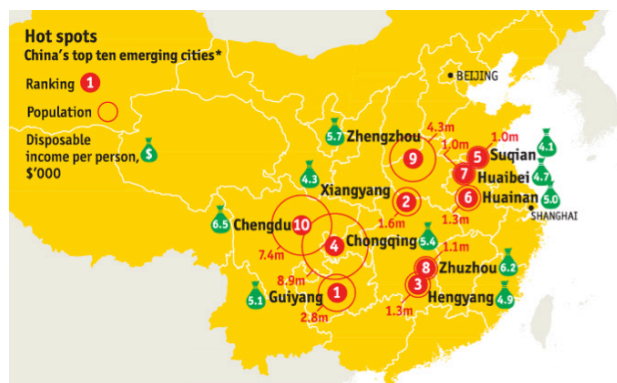 Hot spots
China's top ten emerging cities*
Ranking 1
Population
Disposable
income per person,
$'000
$
BEIJING
5.7 Zhengzhou
4.3m
9
1.0m
1.0m
5
Suqian
4.1
7
Huaibei
4.7
4.3
Xiangyang
2
1.6m
6
Huainan
5.0
1.3m
SHANGHAI
6.5 Chengdu 10
7.4m
4
Chongqing 5.4
8.9m
1.1m
8
Zhuzhou 6.2
5.1 Guiyang 1
2.8m
3
Hengyang 4.9
1.3m